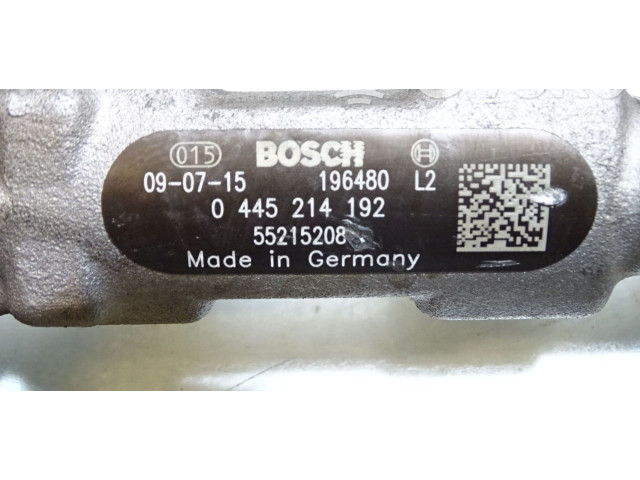 015 BOSCH
09-07-15 196480 L2
0 445 214 192
55215208
Made in Germany